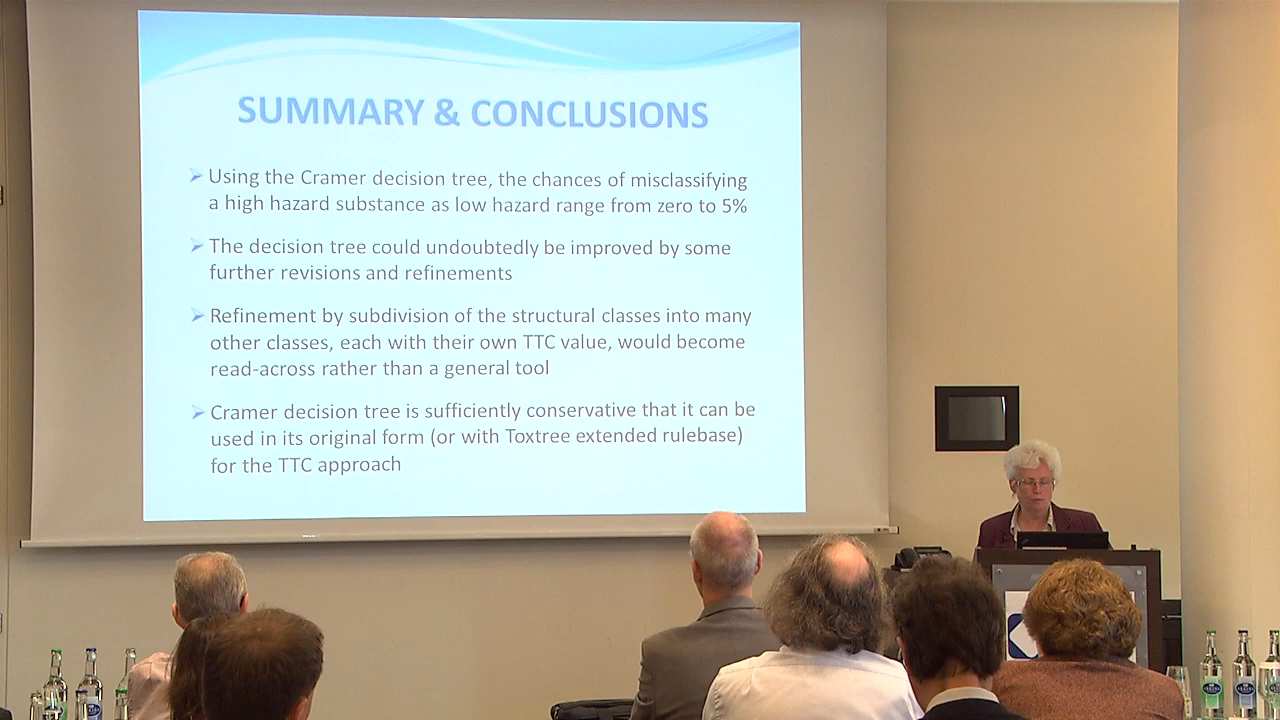 SUMMARY & CONCLUSIONS
Using the Cramer decision tree, the chances of misclassifying
a high hazard substance as low hazard range from zero to 5%
The decision tree could undoubtedly be improved by some
further revisions and refinements
Refinement by subdivision of the structural classes into many
other classes, each with their own TTC value, would become
read-across rather than a general tool
Cramer decision tree is sufficiently conservative that it can be
used in its original form (or with Toxtree extended rulebase)
for the TTC approach